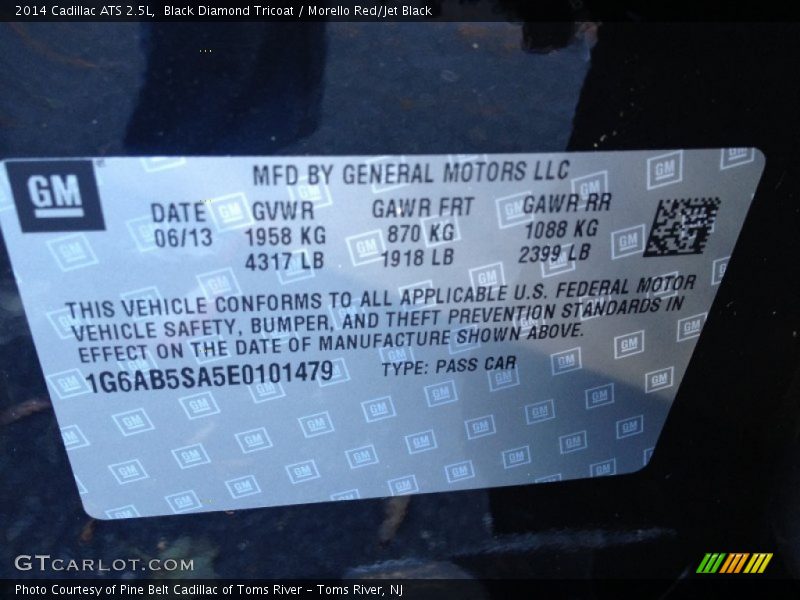 2014 Cadillac ATS 2.5L,  Black Diamond Tricoat / Morello Red/Jet Black
GM
MFD BY GENERAL MOTORS LLC
DATE GVWR GAWR FRT GAWR RR
06/13 1958 KG 870 KG 1088 KG
4317 LB 1918 LB 2399 LB
THIS VEHICLE CONFORMS TO ALL APPLICABLE U.S. FEDERAL MOTOR
VEHICLE SAFETY, BUMPER, AND THEFT PREVENTION STANDARDS IN
EFFECT ON THE DATE OF MANUFACTURE SHOWN ABOVE.
1G6AB5SA5E0101479 TYPE: PASS CAR
GTCARLOT.COM
Photo Courtesy of Pine Belt Cadillac of Toms River – Toms River, NJ